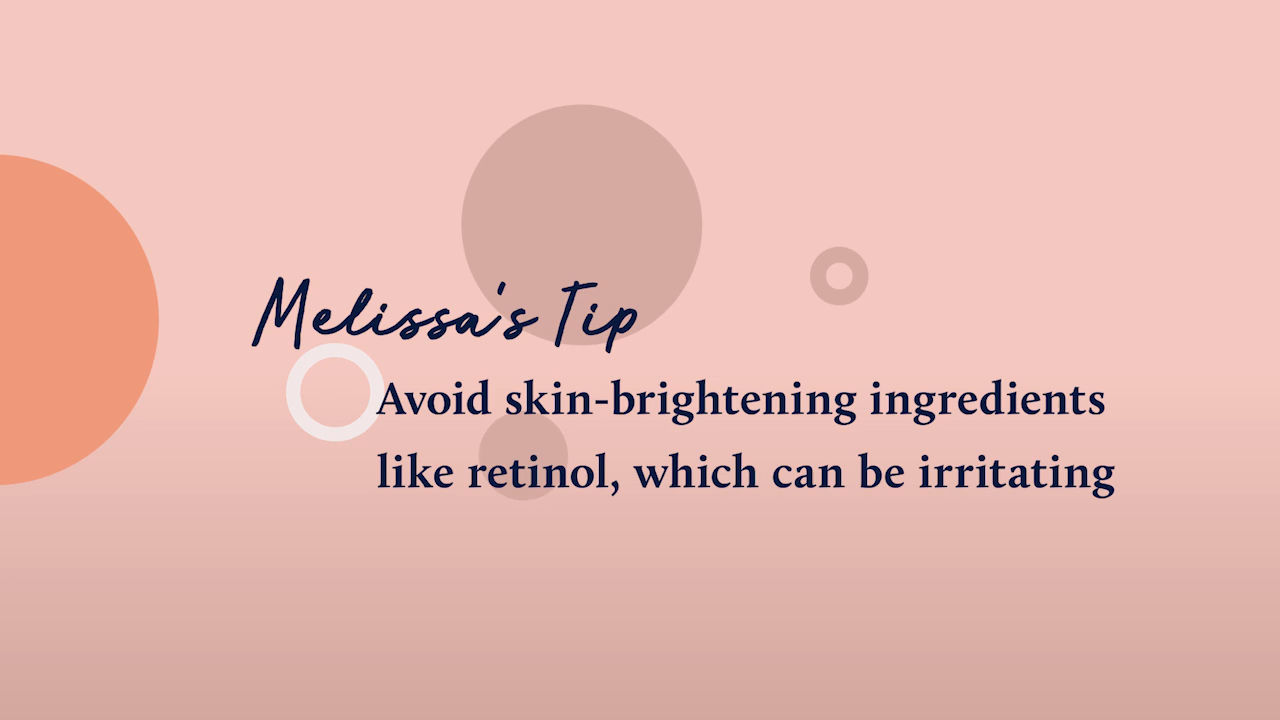 Melissa's Tip
Avoid skin-brightening ingredients
like retinol, which can be irritating